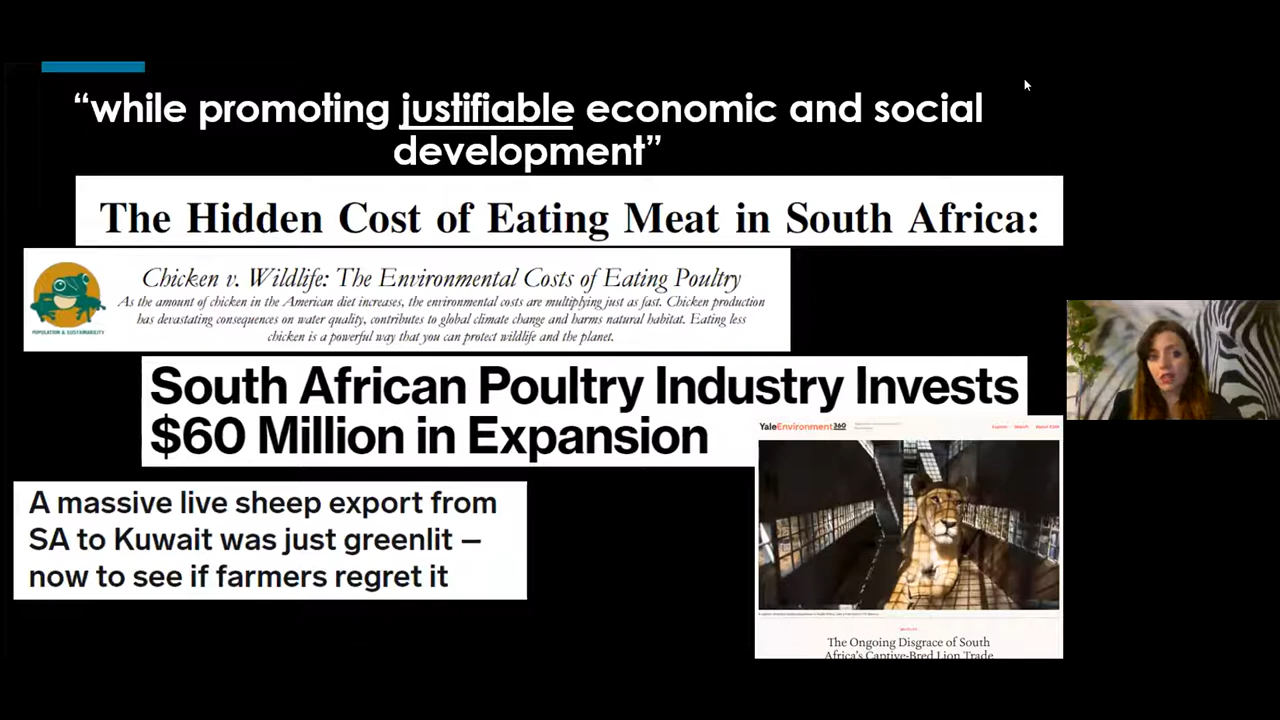 “while promoting justifiable economic and social
development”
The Hidden Cost of Eating Meat in South Africa:
Chicken v. Wildlife: The Environmental Costs of Eating Poultry
As the amount of chicken in the American diet increases, the environmental costs are multiplying just as fast. Chicken production
has devastating consequences on water quality, contributes to global climate change and harms natural habitat. Eating less
chicken is a powerful way that you can protect wildlife and the planet.
POPULATION & SUSTAINABILITY
South African Poultry Industry Invests
$60 Million in Expansion
YaleEnvironment360
A massive live sheep export from
SA to Kuwait was just greenlit –
now to see if farmers regret it
The Ongoing Disgrace of South
Africa's Captive-Bred Lion Trade